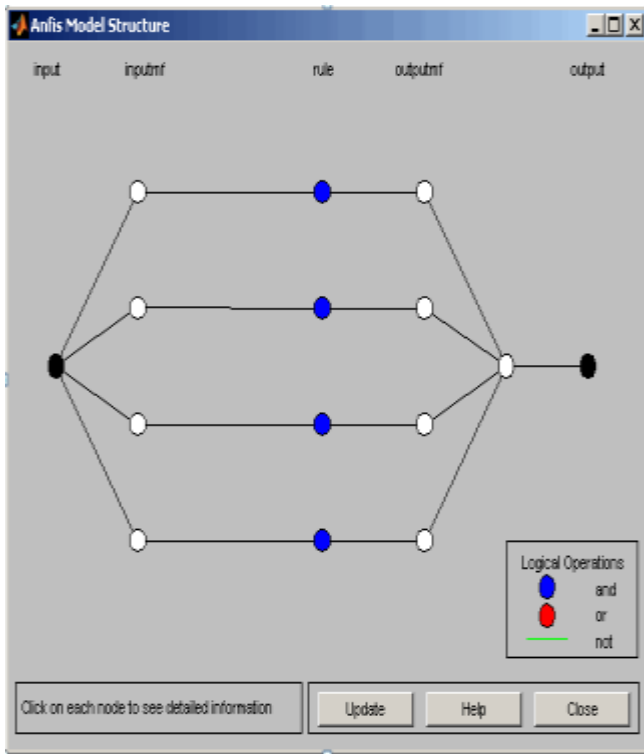 Anfis Model Structure
input inputmf rule outputmf output
Logical Operations
and
or
not
Click on each node to see detailed information
Update Help Close